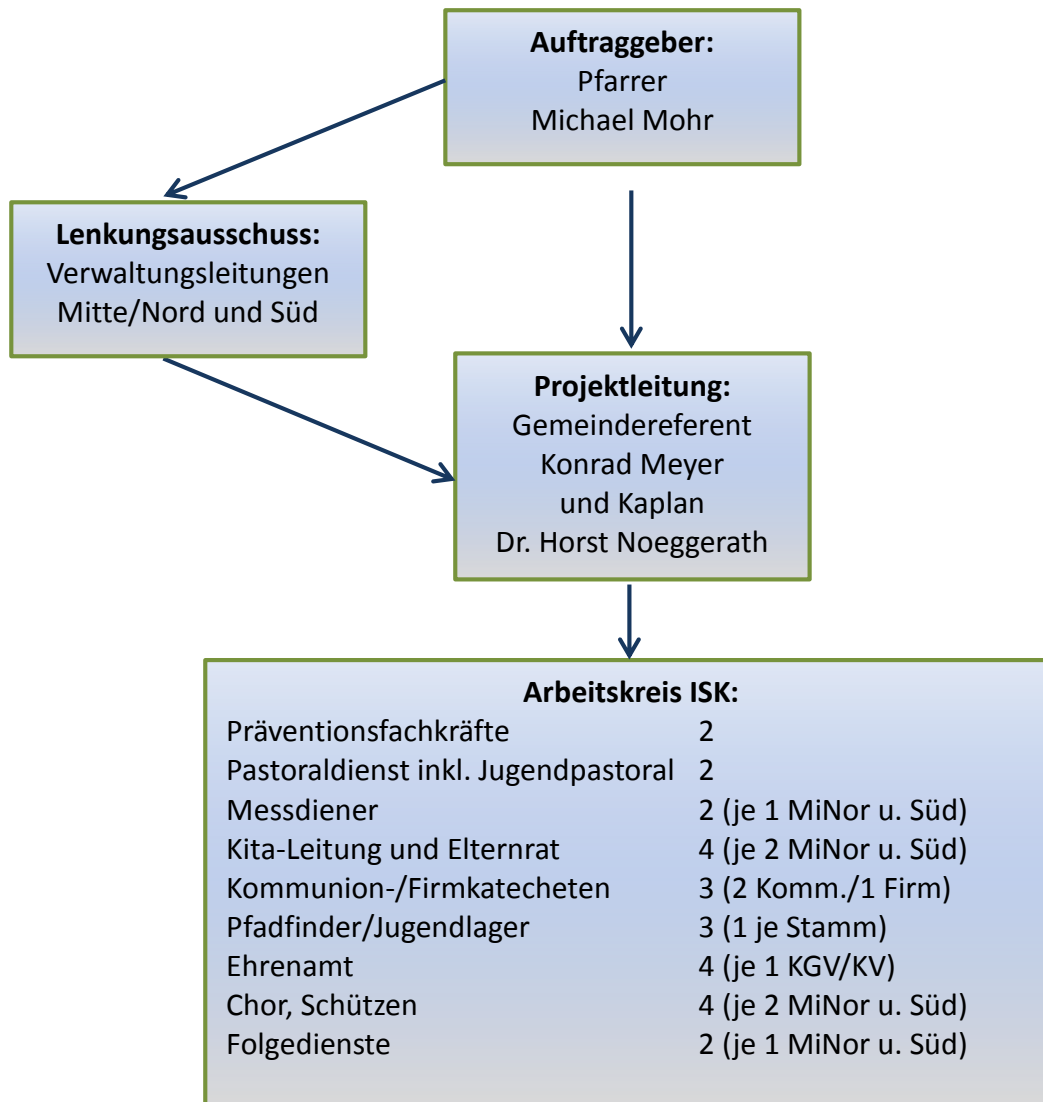 Auftraggeber:
Pfarrer
Michael Mohr
Lenkungsausschuss:
Verwaltungsleitungen
Mitte/Nord und Süd
Projektleitung:
Gemeindereferent
Konrad Meyer
und Kaplan
Dr. Horst Noeggerath
Arbeitskreis ISK:
Präventionsfachkräfte 2
Pastoraldienst inkl. Jugendpastoral 2
Messdiener 2 (je 1 MiNor u. Süd)
Kita-Leitung und Elternrat 4 (je 2 MiNor u. Süd)
Kommunion-/Firmkatecheten 3 (2 Komm./1 Firm)
Pfadfinder/Jugendlager 3 (1 je Stamm)
Ehrenamt 4 (je 1 KGV/KV)
Chor, Schützen 4 (je 2 MiNor u. Süd)
Folgedienste 2 (je 1 MiNor u. Süd)